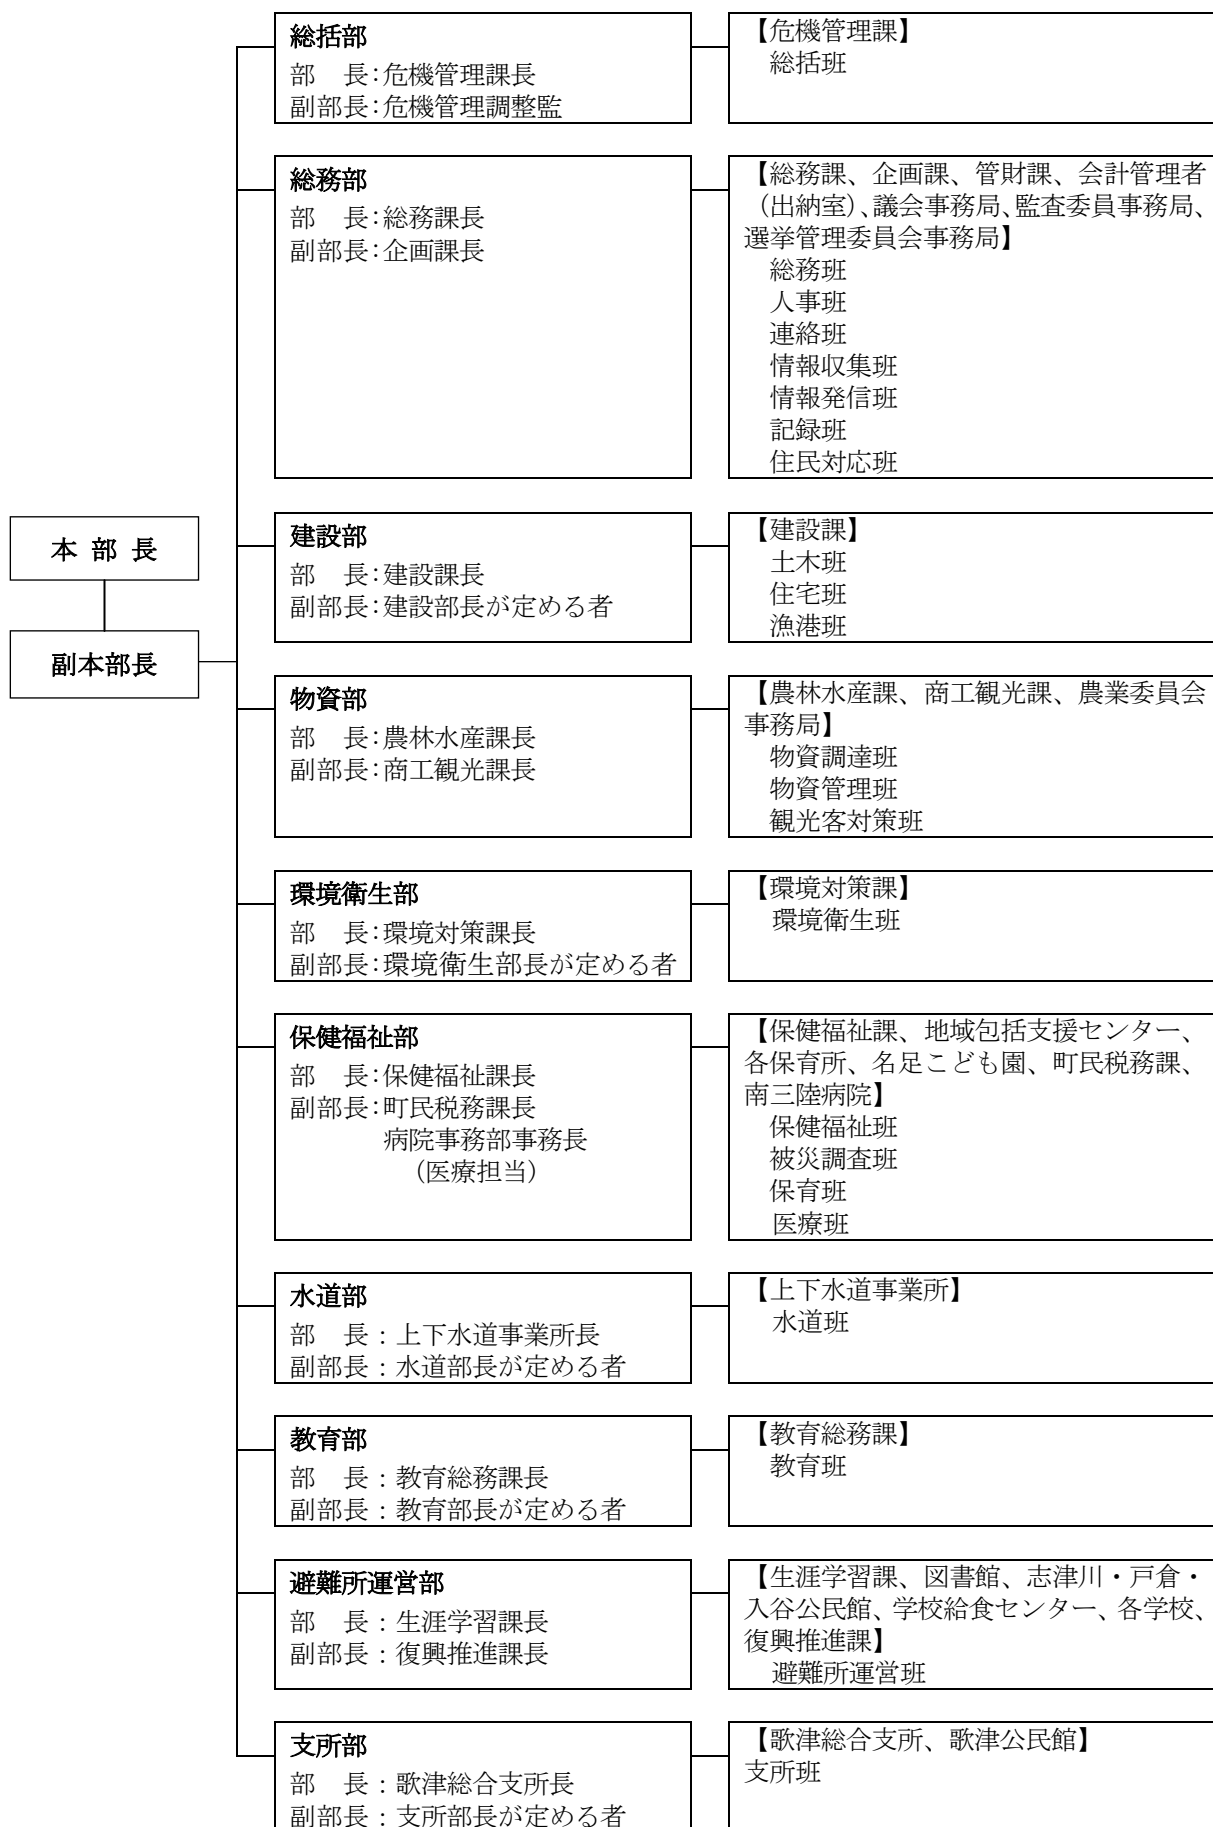 本 部 長
副本部長
総括部
部　長：危機管理課長
副部長：危機管理調整監
【危機管理課】
総括班
総務部
部　長：総務課長
副部長：企画課長
【総務課、企画課、管財課、会計管理者
（出納室）、議会事務局、監査委員事務局、
選挙管理委員会事務局】
総務班
人事班
連絡班
情報収集班
情報発信班
記録班
住民対応班
建設部
部　長：建設課長
副部長：建設部長が定める者
【建設課】
土木班
住宅班
漁港班
物資部
部　長：農林水産課長
副部長：商工観光課長
【農林水産課、商工観光課、農業委員会
事務局】
物資調達班
物資管理班
観光客対策班
環境衛生部
部　長：環境対策課長
副部長：環境衛生部長が定める者
【環境対策課】
環境衛生班
保健福祉部
部　長：保健福祉課長
副部長：町民税務課長
病院事務部事務長
（医療担当）
【保健福祉課、地域包括支援センター、
各保育所、名足こども園、町民税務課、
南三陸病院】
保健福祉班
被災調査班
保育班
医療班
水道部
部　長：上下水道事業所長
副部長：水道部長が定める者
【上下水道事業所】
水道班
教育部
部　長：教育総務課長
副部長：教育部長が定める者
【教育総務課】
教育班
避難所運営部
部　長：生涯学習課長
副部長：復興推進課長
【生涯学習課、図書館、志津川・戸倉・
入谷公民館、学校給食センター、各学校、
復興推進課】
避難所運営班
支所部
部　長：歌津総合支所長
副部長：支所部長が定める者
【歌津総合支所、歌津公民館】
支所班